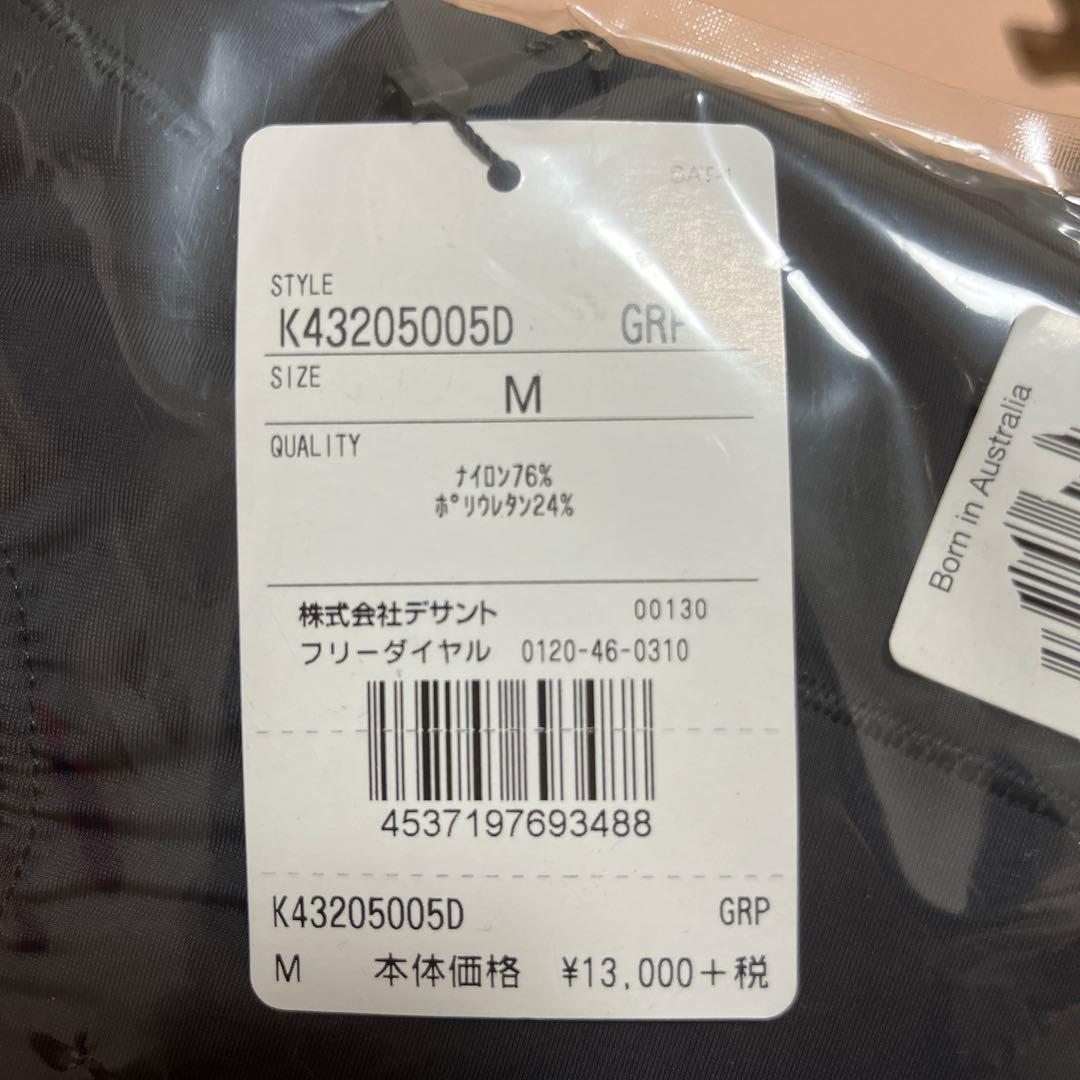 STYLE
K43205005D GRP
SIZE
M
QUALITY
ナイロン76%
ポリウレタン24%
株式会社デサント 00130
フリーダイヤル 0120-46-0310
4537197693488
K43205005D GRP
M 本体価格 ¥13,000+税
Born in Australia